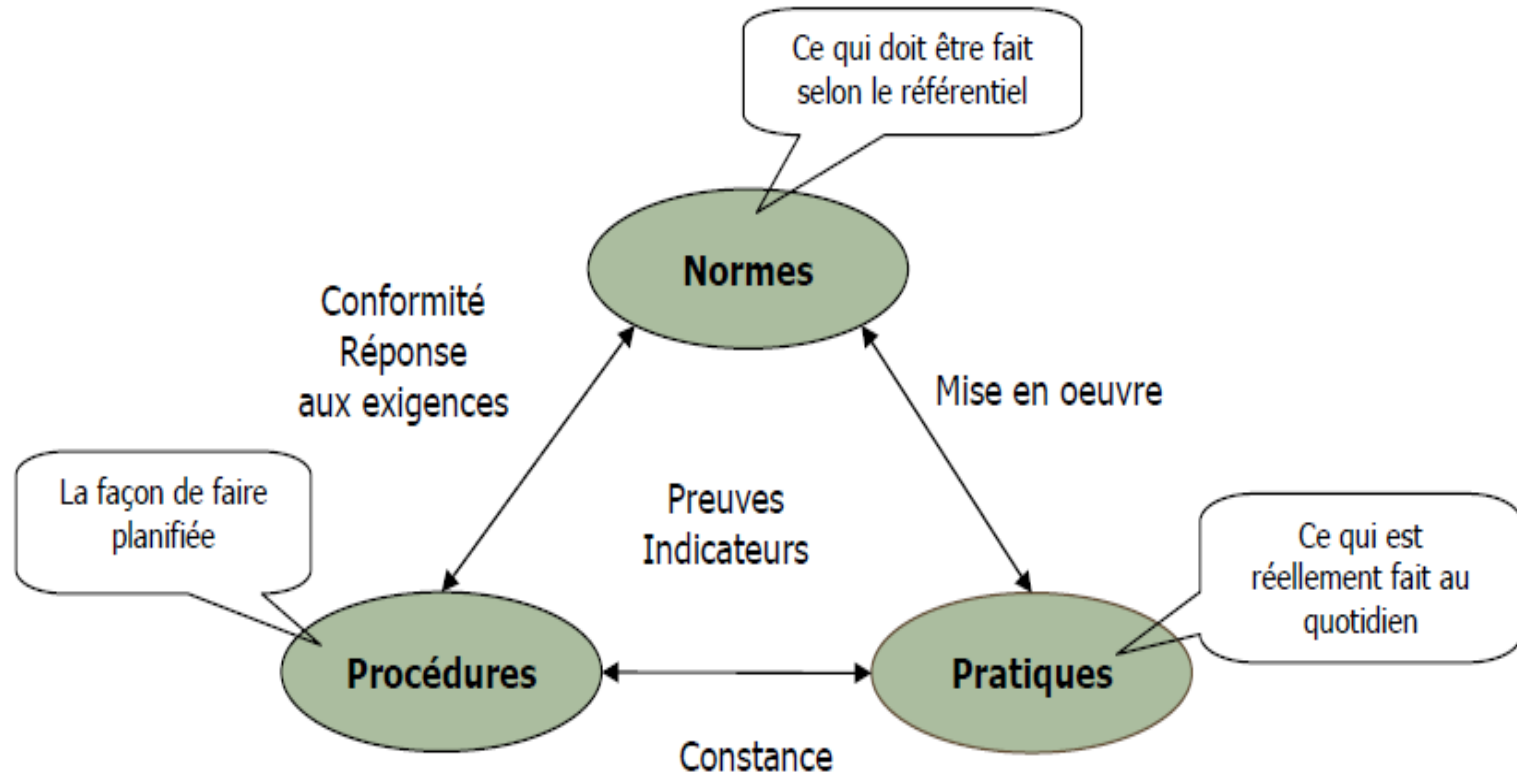 Ce qui doit être fait
selon le référentiel
Normes
Conformité
Réponse
aux exigences
Mise en oeuvre
La façon de faire
planifiée
Preuves
Indicateurs
Ce qui est
réellement fait au
quotidien
Procédures
Pratiques
Constance